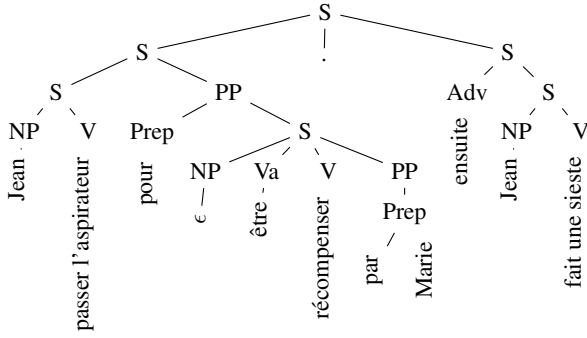 S
S . S
S PP Adv S
NP V Prep S NP V
Jean passer l'aspirateur pour NP Va V PP ensuite Jean fait une sieste
ϵ être récompenser Prep
par Marie